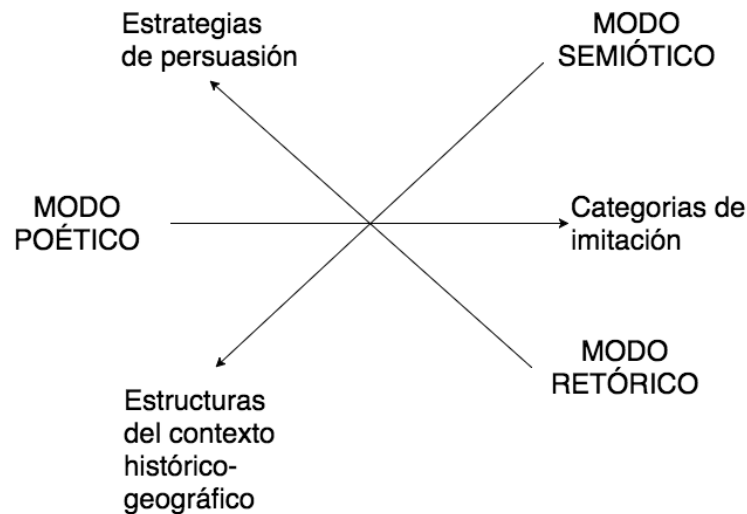 Estrategias
de persuasión
MODO
SEMIÓTICO
MODO
POÉTICO
Categorias de
imitación
Estructuras
del contexto
histórico-
geográfico
MODO
RETÓRICO